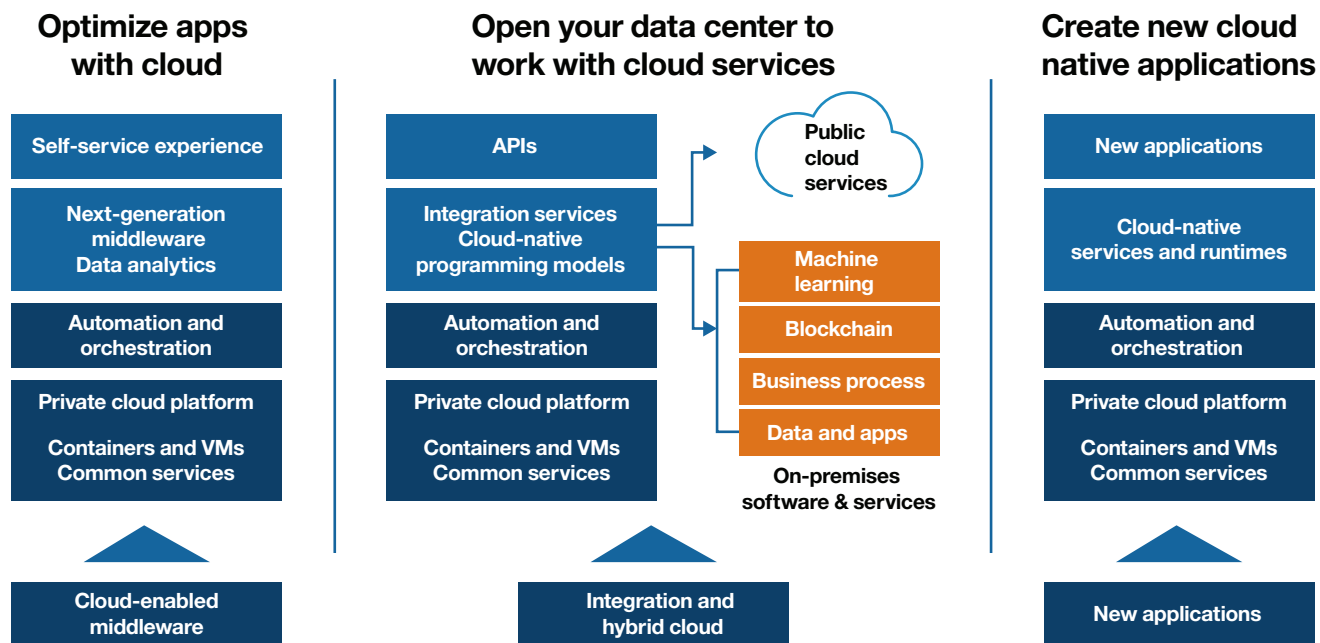 Optimize apps
with cloud
Self-service experience
Next-generation
middleware
Data analytics
Automation and
orchestration
Private cloud platform
Containers and VMs
Common services
Cloud-enabled
middleware
Open your data center to
work with cloud services
APIs
Integration services
Cloud-native
programming models
Automation and
orchestration
Private cloud platform
Containers and VMs
Common services
Public
cloud
services
Machine
learning
Blockchain
Business process
Data and apps
On-premises
software & services
Integration and
hybrid cloud
Create new cloud
native applications
New applications
Cloud-native
services and runtimes
Automation and
orchestration
Private cloud platform
Containers and VMs
Common services
New applications